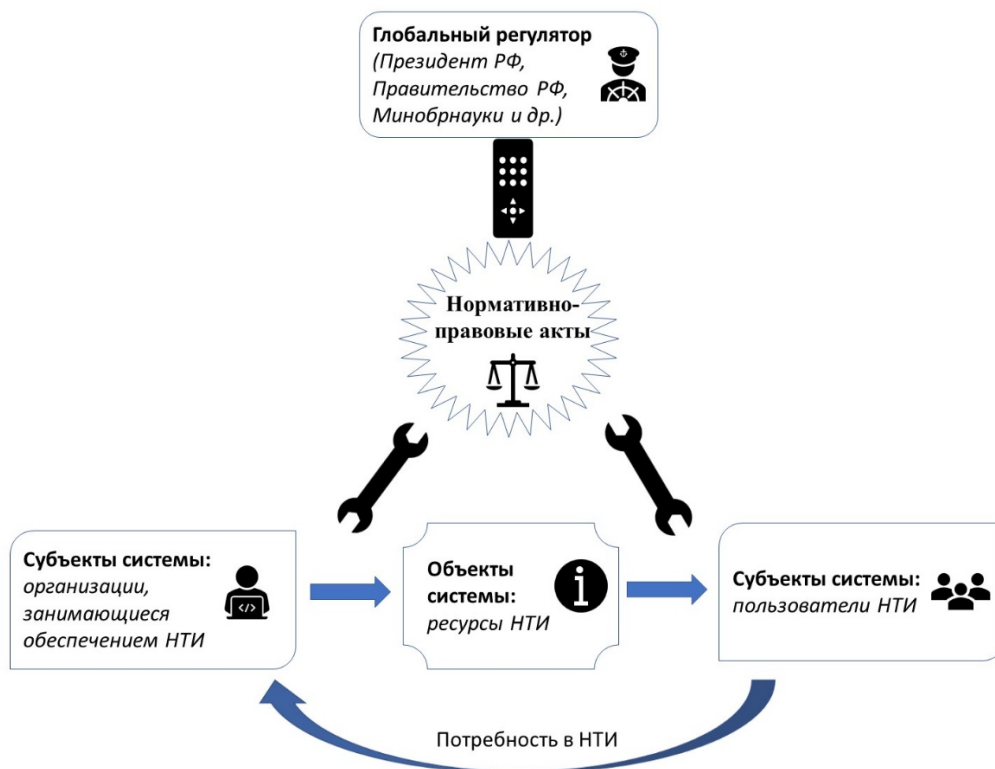 Глобальный регулятор
(Президент РФ,
Правительство РФ,
Минобрнауки и др.)
Нормативно-
правовые акты
Субъекты системы:
организации,
занимающиеся
обеспечением НТИ
</>
Объекты
системы:
ресурсы НТИ
i
Субъекты системы:
пользователи НТИ
Потребность в НТИ